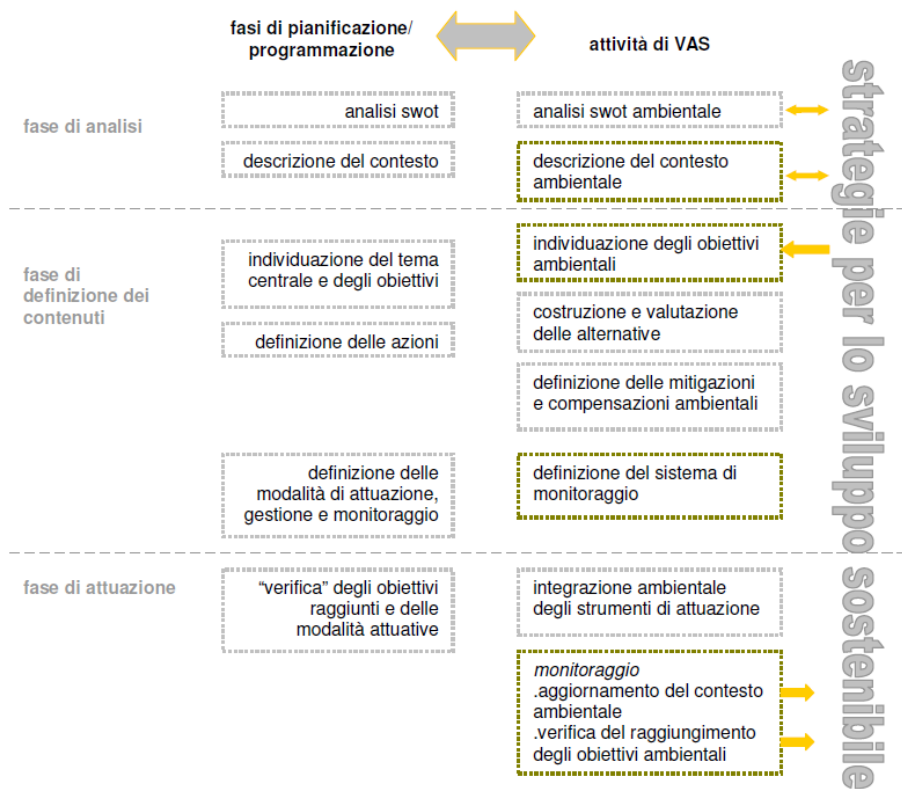 fasi di pianificazione/
programmazione
attività di VAS
fase di analisi
analisi swot
analisi swot ambientale
descrizione del contesto
descrizione del contesto
ambientale
fase di
definizione dei
contenuti
individuazione del tema
centrale e degli obiettivi
individuazione degli obiettivi
ambientali
definizione delle azioni
costruzione e valutazione
delle alternative
definizione delle mitigazioni
e compensazioni ambientali
definizione delle
modalità di attuazione,
gestione e monitoraggio
definizione del sistema di
monitoraggio
fase di attuazione
“verifica” degli obiettivi
raggiunti e delle
modalità attuative
integrazione ambientale
degli strumenti di attuazione
monitoraggio
.aggiornamento del contesto
ambientale
.verifica del raggiungimento
degli obiettivi ambientali
strategie per lo sviluppo sostenibile